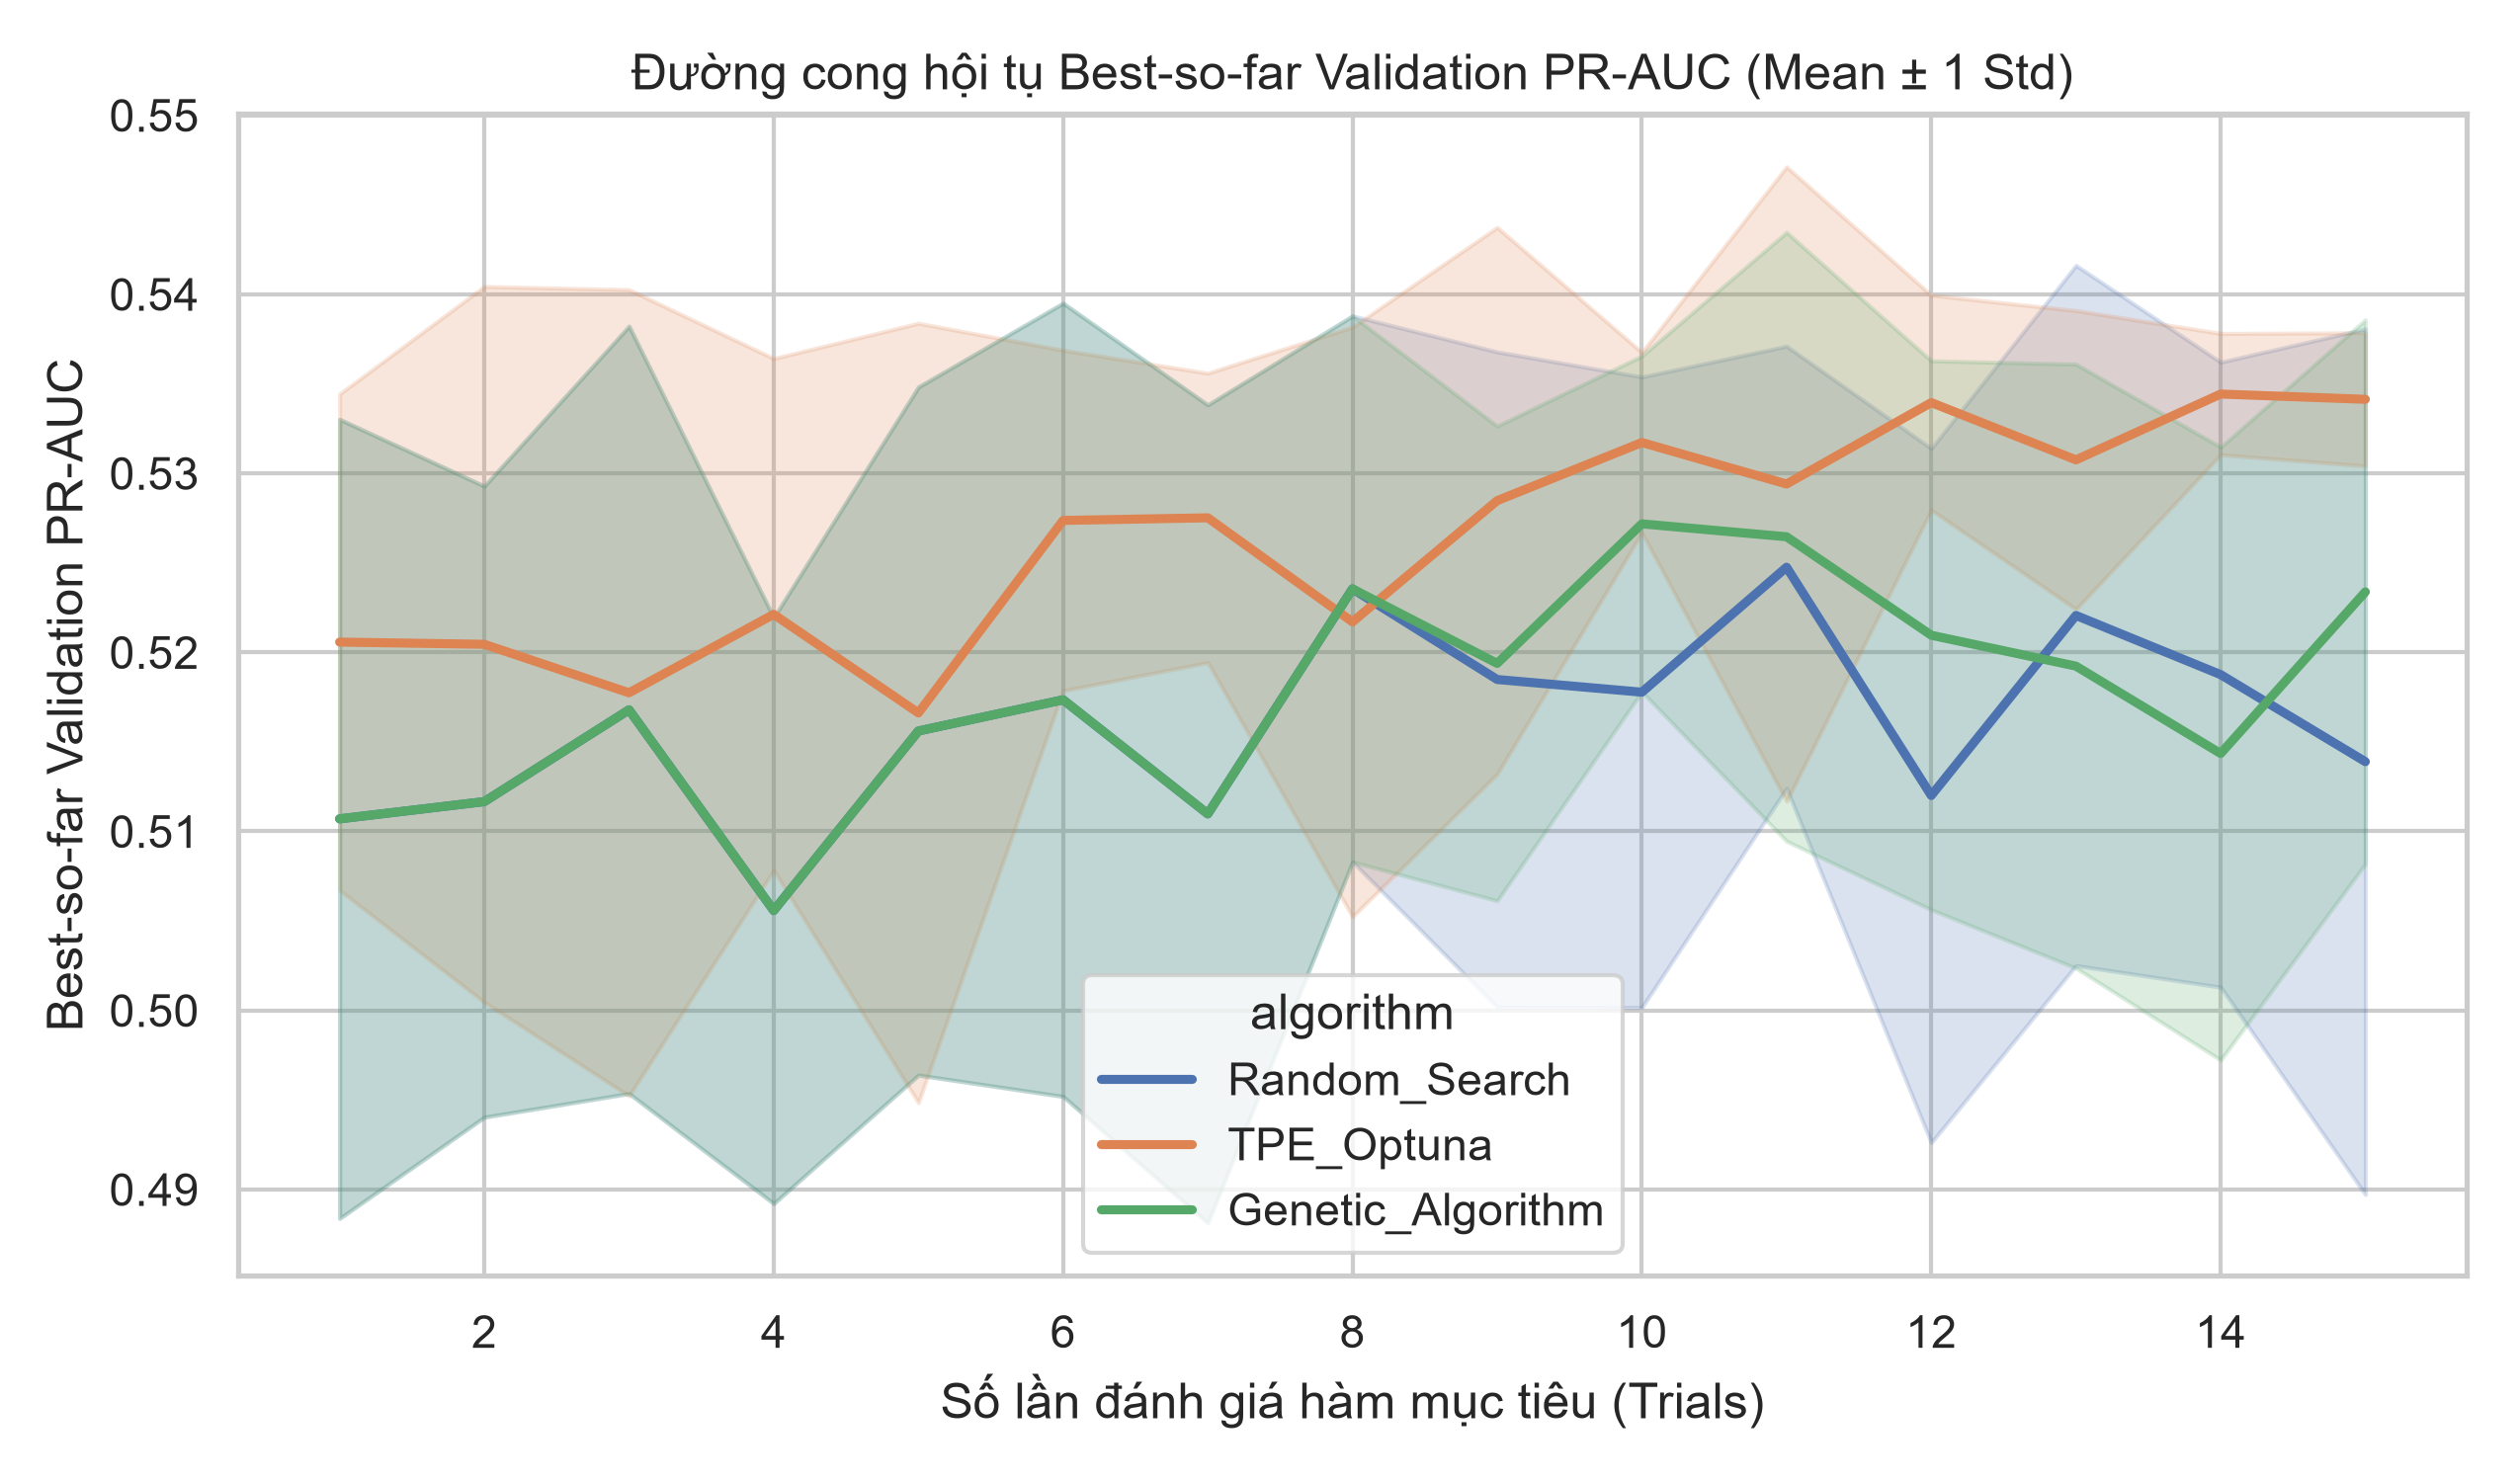 Đường cong hội tụ Best-so-far Validation PR-AUC (Mean ± 1 Std)
Best-so-far Validation PR-AUC
0.55
0.54
0.53
0.52
0.51
0.50
0.49
algorithm
Random_Search
TPE_Optuna
Genetic_Algorithm
2 4 6 8 10 12 14
Số lần đánh giá hàm mục tiêu (Trials)